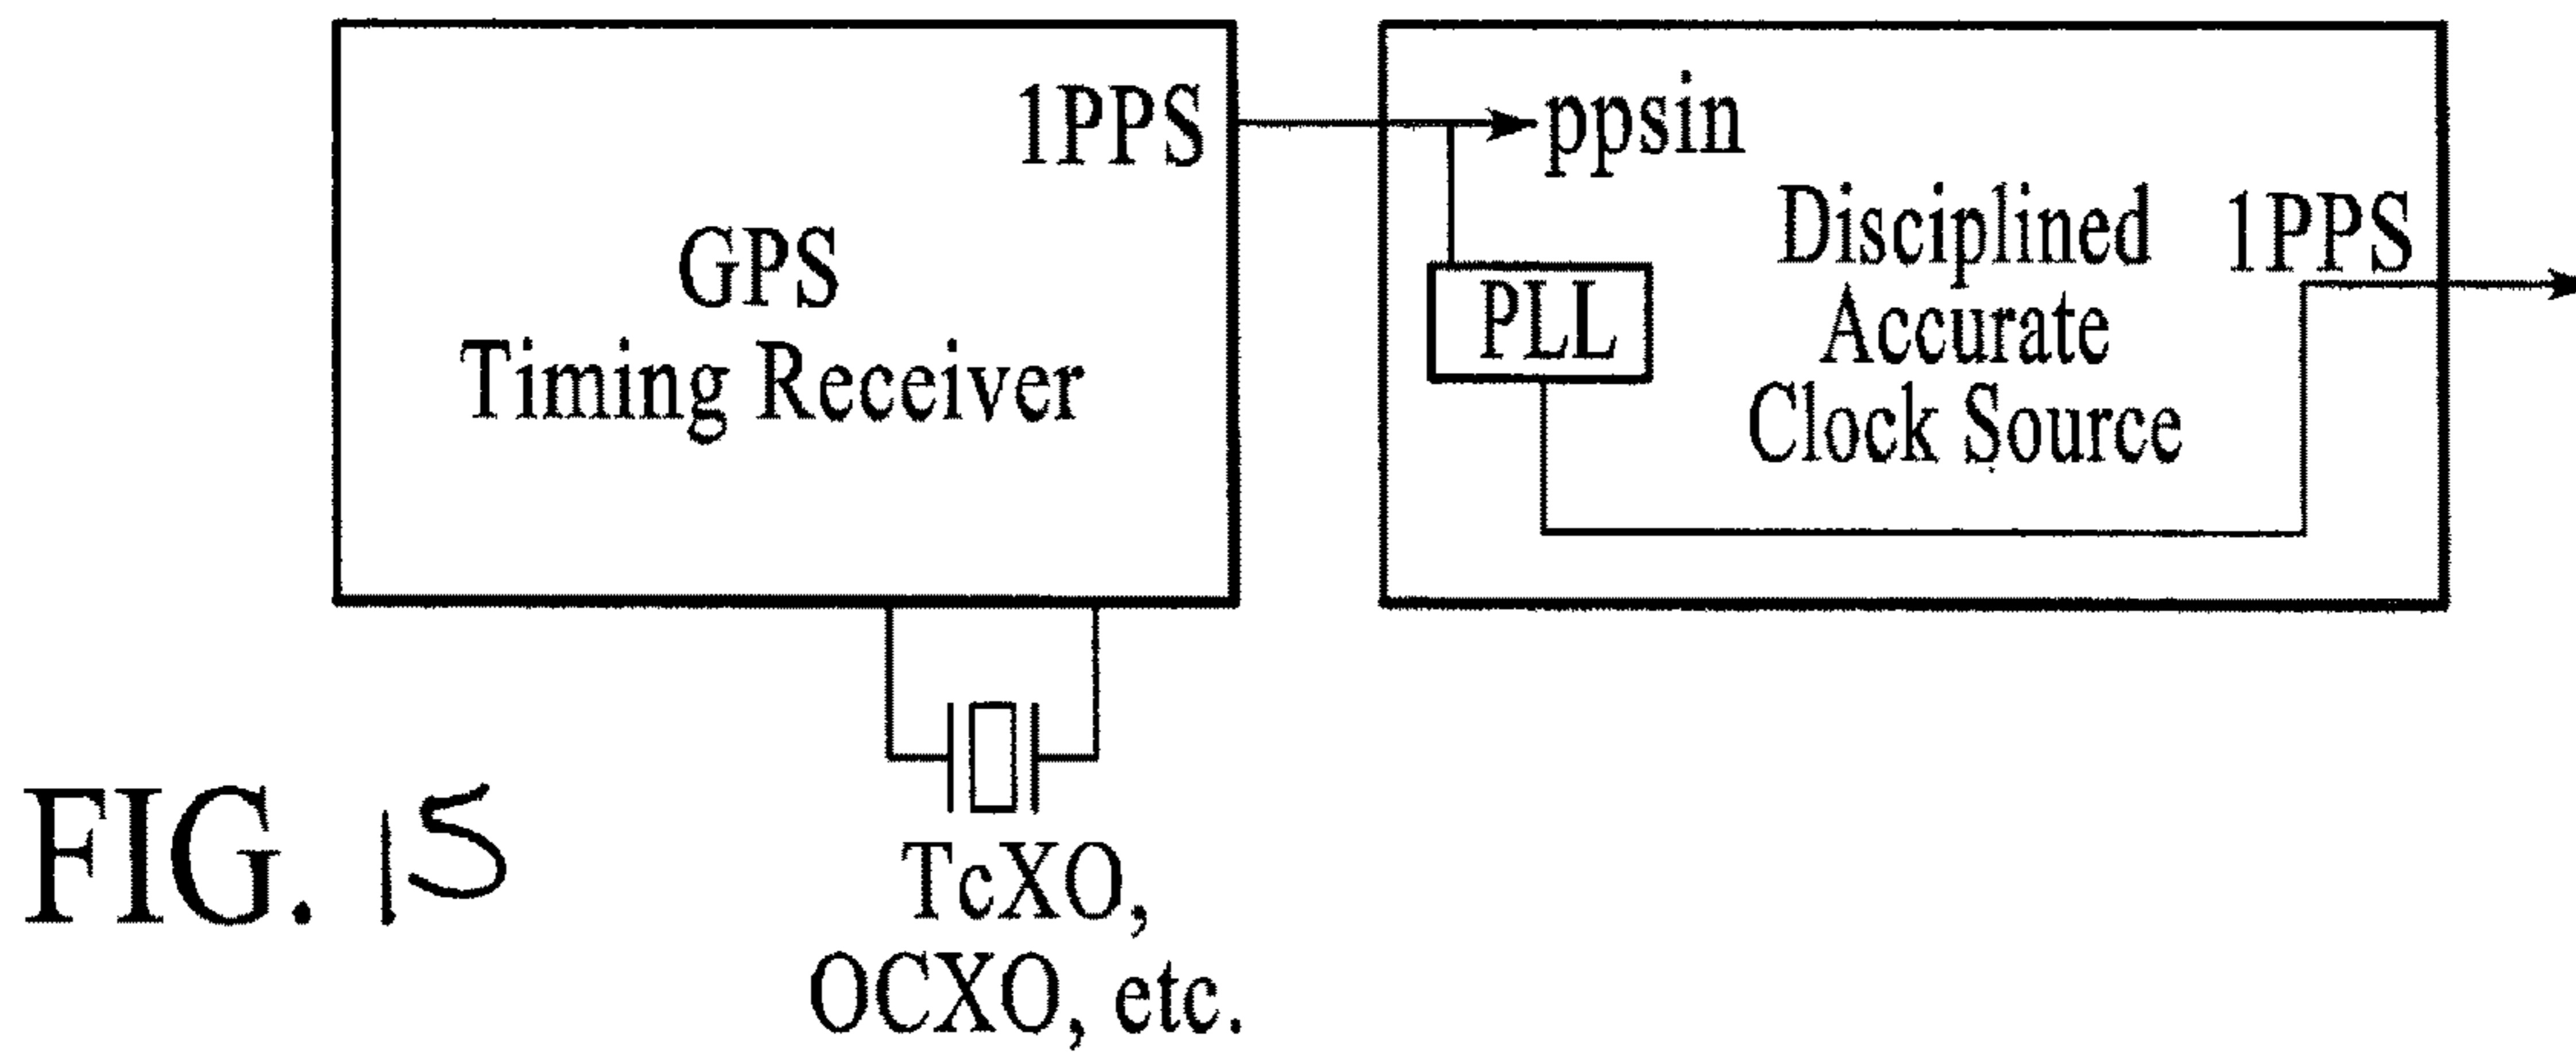 1PPS
GPS
Timing Receiver
ppsin
Disciplined
Accurate
Clock Source
1PPS
PLL
TcXO,
OCXO, etc.
FIG. 15